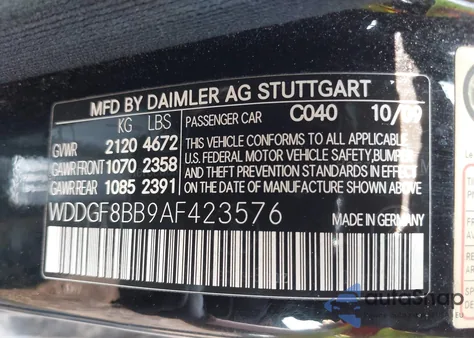 MFD BY DAIMLER AG STUTTGART
KG LBS PASSENGER CAR C040 10/09
GVWR 2120 4672
GAWR FRONT 1070 2358
GAWR REAR 1085 2391
THIS VEHICLE CONFORMS TO ALL APPLICABLE
U.S. FEDERAL MOTOR VEHICLE SAFETY, BUMPER,
AND THEFT PREVENTION STANDARDS IN EFFECT
ON THE DATE OF MANUFACTURE SHOWN ABOVE
WDDGF8BB9AF423576
MADE IN GERMANY
autoSnap